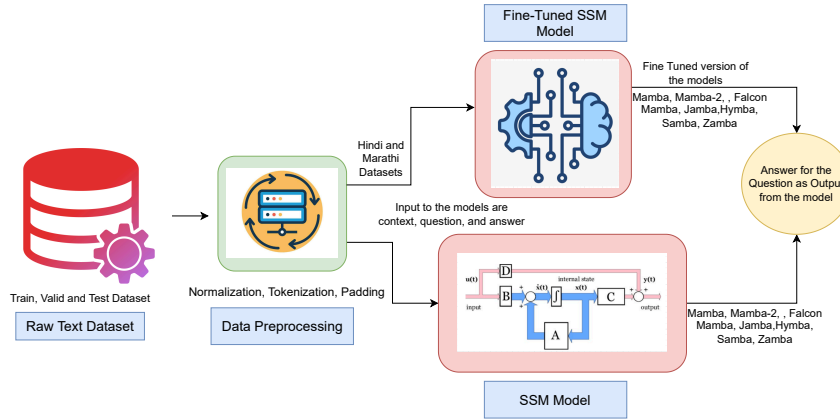 Fine-Tuned SSM
Model
Fine Tuned version of
the models
Mamba, Mamba-2, , Falcon
Mamba, Jamba,Hymba,
Samba, Zamba
Hindi and
Marathi
Datasets
Answer for the
Question as Output
from the model
Input to the models are
context, question, and answer
Train, Valid and Test Dataset
Raw Text Dataset
Normalization, Tokenization, Padding
Data Preprocessing
D
internal state
u(t)
ẋ(t)
x(t)
y(t)
B
∫
C
input
output
A
+
+
+
+
Mamba, Mamba-2, , Falcon
Mamba, Jamba,Hymba,
Samba, Zamba
SSM Model